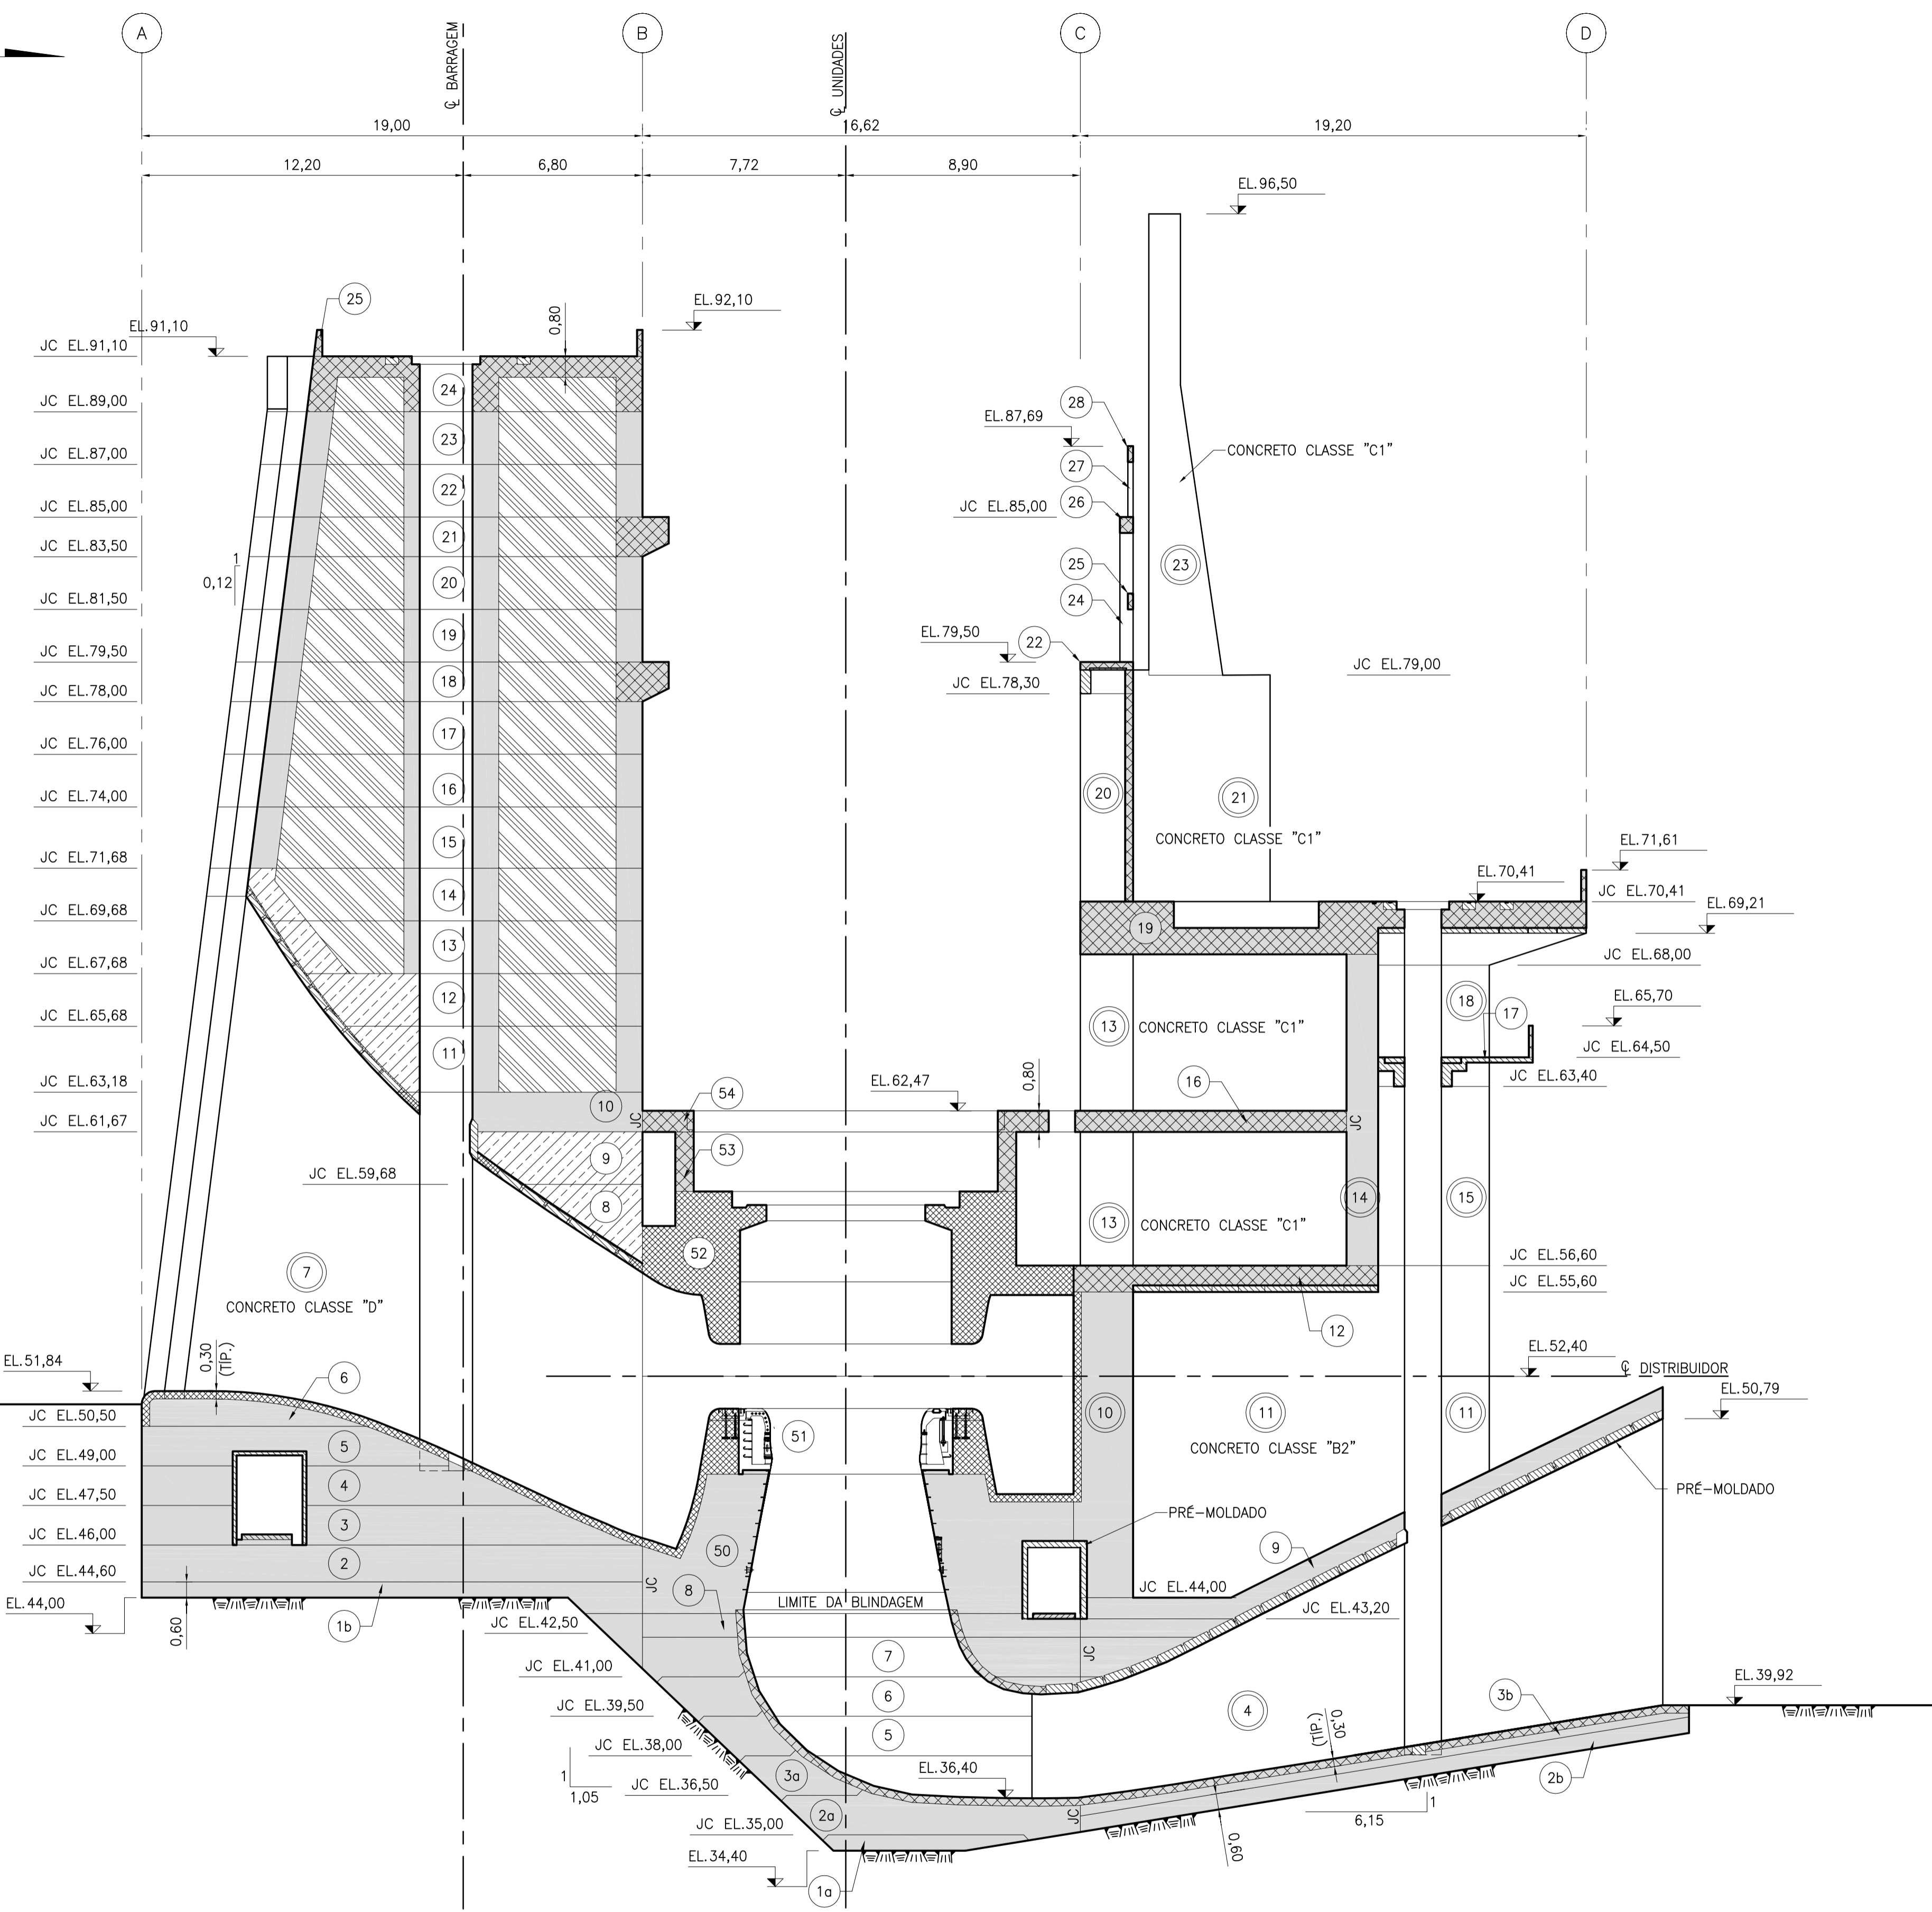 A
B
C
D
℄ BARRAGEM
℄ UNIDADES
19,00
16,62
19,20
12,20
6,80
7,72
8,90
EL.96,50
25
EL.92,10
0,80
EL.91,10
JC EL.91,10
24
JC EL.89,00
28
EL.87,69
23
CONCRETO CLASSE "C1"
JC EL.87,00
27
22
26
JC EL.85,00
JC EL.85,00
21
JC EL.83,50
1
0,12
23
25
20
JC EL.81,50
24
19
EL.79,50
22
JC EL.79,50
JC EL.79,00
18
JC EL.78,30
JC EL.78,00
17
JC EL.76,00
16
20
21
JC EL.74,00
15
CONCRETO CLASSE "C1"
EL.71,61
JC EL.71,68
EL.70,41
14
JC EL.70,41
JC EL.69,68
EL.69,21
19
13
JC EL.67,68
JC EL.68,00
12
18
17
EL.65,70
JC EL.65,68
13
CONCRETO CLASSE "C1"
11
JC EL.64,50
JC EL.63,18
EL.62,47
0,80
16
JC EL.63,40
10
54
JC
JC
JC EL.61,67
53
9
JC EL.59,68
8
14
15
13
CONCRETO CLASSE "C1"
52
JC EL.56,60
7
JC EL.55,60
CONCRETO CLASSE "D"
12
EL.52,40
EL.51,84
0,30
(TÍP.)
6
℄ DISTRIBUIDOR
EL.50,79
JC EL.50,50
10
11
11
51
5
CONCRETO CLASSE "B2"
JC EL.49,00
4
PRÉ-MOLDADO
JC EL.47,50
3
PRÉ-MOLDADO
JC EL.46,00
50
9
2
JC EL.44,60
JC
8
JC EL.44,00
EL.44,00
LIMITE DA BLINDAGEM
JC EL.43,20
0,60
1b
JC EL.42,50
JC
7
JC EL.41,00
EL.39,92
6
3b
JC EL.39,50
4
0,30
(TÍP.)
5
JC EL.38,00
3a
EL.36,40
1
1,05
JC EL.36,50
2b
2a
JC
1
6,15
JC EL.35,00
0,60
EL.34,40
1a